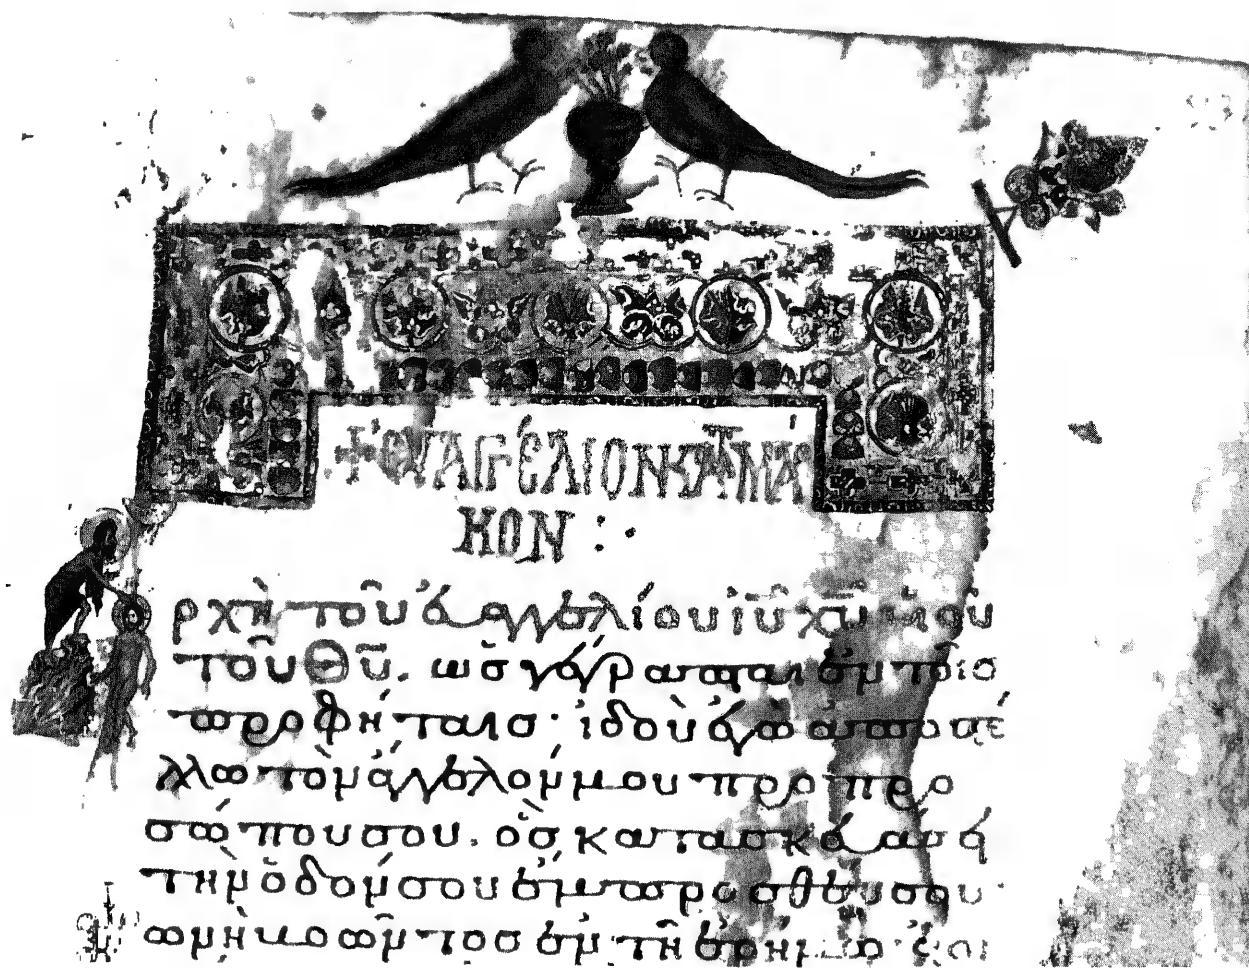 + ΕΥΑΓΓΕΛΙΟΝ ΚΑΤΑ ΜΑΡ
ΚΟΝ :·
ρχὴ τοῦ εὐαγγελίου ἰῦ χῦ υἱοῦ
τοῦ θῦ. ὡς γέγραπται ἐν τοῖς
προφήταις· ἰδοὺ ἐγὼ ἀποστέ
λλω τὸν ἄγγελόν μου πρὸ προ
σώπου σου. ὃς κατασκευάσει
τὴν ὁδόν σου ἔμπροσθέν σου·
φωνὴ βοῶντος ἐν τῇ ἐρήμω· ἑτοι